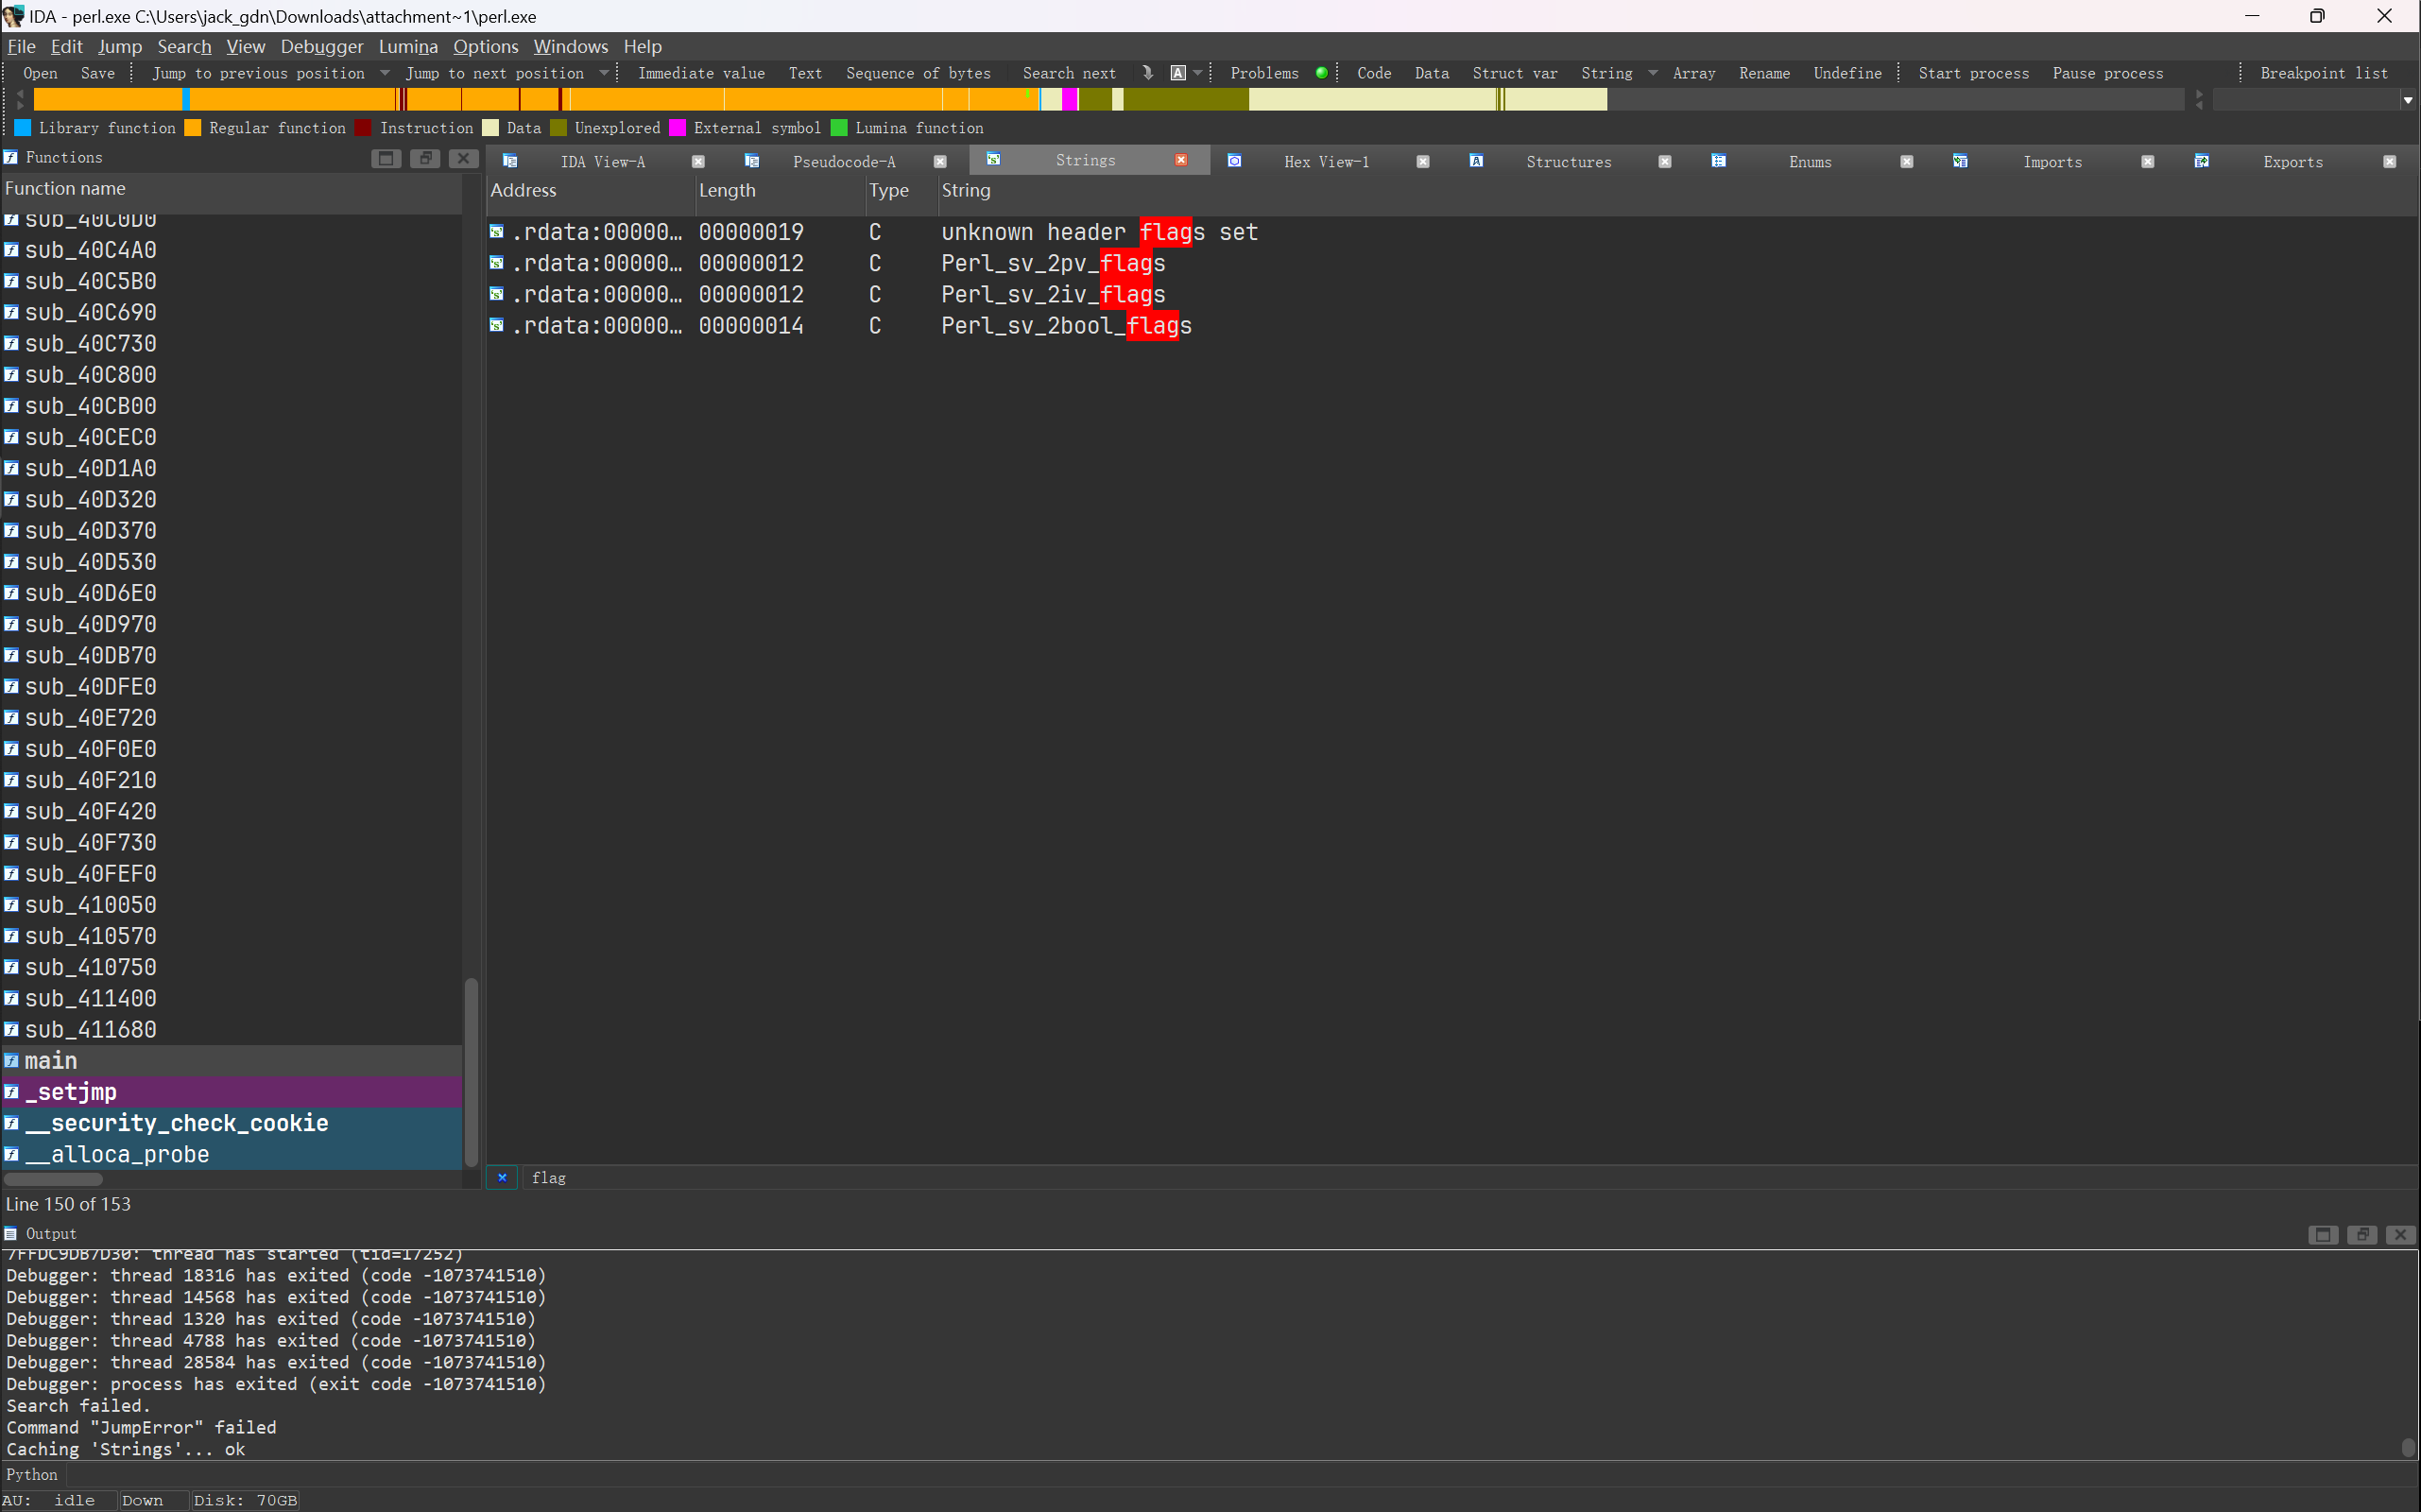 IDA - perl.exe C:\Users\jack_gdn\Downloads\attachment~1\perl.exe
File Edit Jump Search View Debugger Lumina Options Windows Help
Open Save Jump to previous position Jump to next position Immediate value Text Sequence of bytes Search next A Problems Code Data Struct var String Array Rename Undefine Start process Pause process Breakpoint list
Library function Regular function Instruction Data Unexplored External symbol Lumina function
Functions
IDA View-A Pseudocode-A Strings Hex View-1 Structures Enums Imports Exports
Function name
Address Length Type String
.rdata:00000… 00000019 C unknown header flags set
.rdata:00000… 00000012 C Perl_sv_2pv_flags
.rdata:00000… 00000012 C Perl_sv_2iv_flags
.rdata:00000… 00000014 C Perl_sv_2bool_flags
sub_40C0D0
sub_40C4A0
sub_40C5B0
sub_40C690
sub_40C730
sub_40C800
sub_40CB00
sub_40CEC0
sub_40D1A0
sub_40D320
sub_40D370
sub_40D530
sub_40D6E0
sub_40D970
sub_40DB70
sub_40DFE0
sub_40E720
sub_40F0E0
sub_40F210
sub_40F420
sub_40F730
sub_40FEF0
sub_410050
sub_410570
sub_410750
sub_411400
sub_411680
main
_setjmp
__security_check_cookie
__alloca_probe
flag
Line 150 of 153
Output
7FFDC9DB7D30: thread has started (tid=17252)
Debugger: thread 18316 has exited (code -1073741510)
Debugger: thread 14568 has exited (code -1073741510)
Debugger: thread 1320 has exited (code -1073741510)
Debugger: thread 4788 has exited (code -1073741510)
Debugger: thread 28584 has exited (code -1073741510)
Debugger: process has exited (exit code -1073741510)
Search failed.
Command "JumpError" failed
Caching 'Strings'... ok
Python
AU: idle Down Disk: 70GB